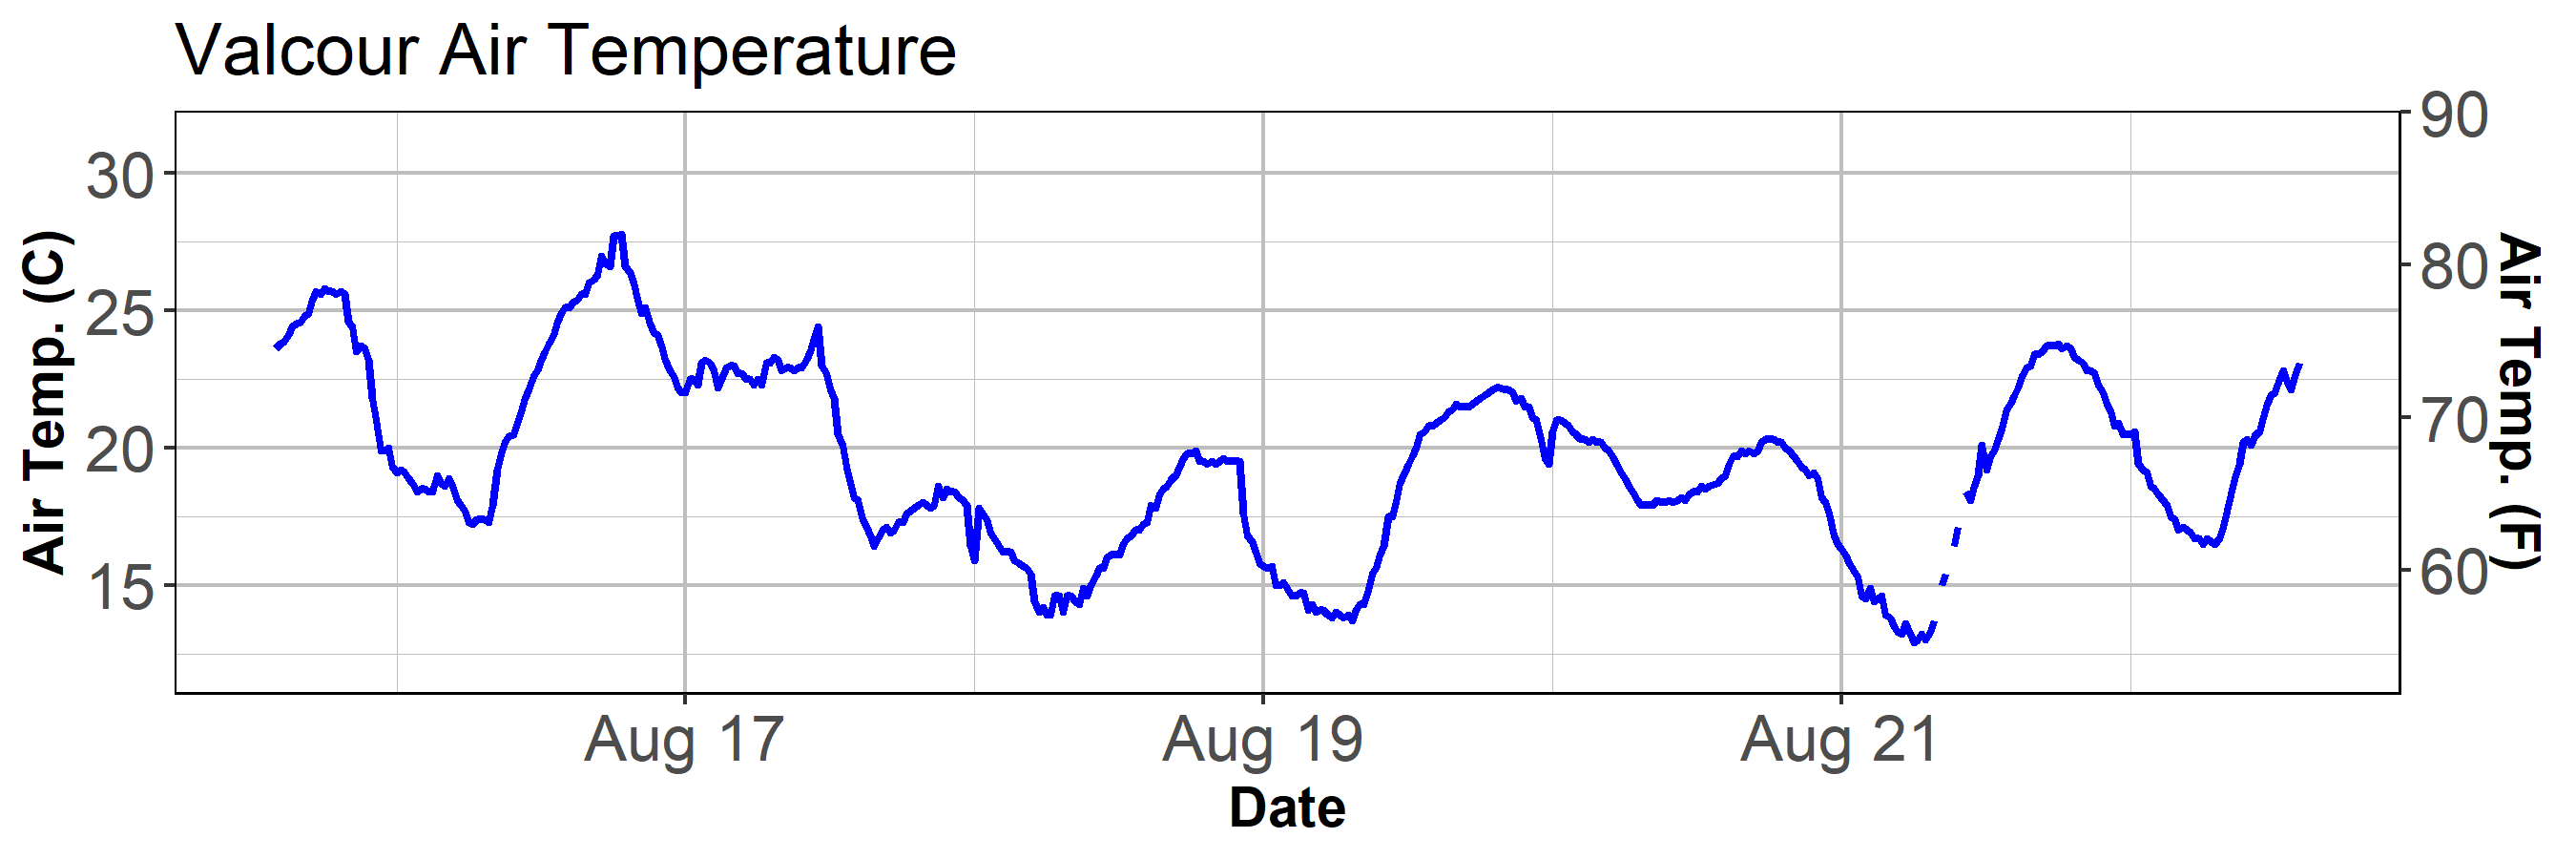 Valcour Air Temperature
Air Temp. (C)
30
25
20
15
90
80
70
60
Air Temp. (F)
Aug 17
Aug 19
Aug 21
Date